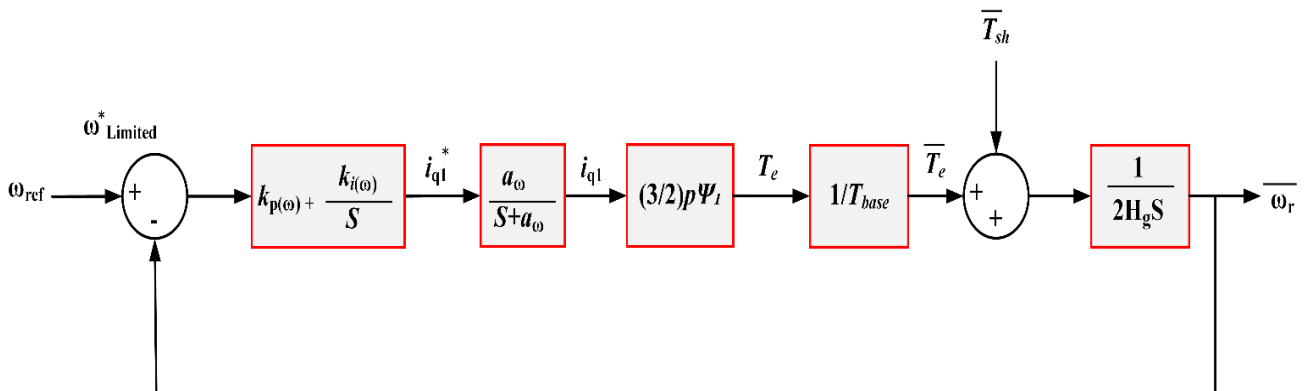 T̅sh
ω*Limited
ωref
+
-
kp(ω) + ki(ω)/S
iq1*
aω/(S+aω)
iq1
(3/2)pΨ1
Te
1/Tbase
T̅e
+
+
1/(2HgS)
ω̅r